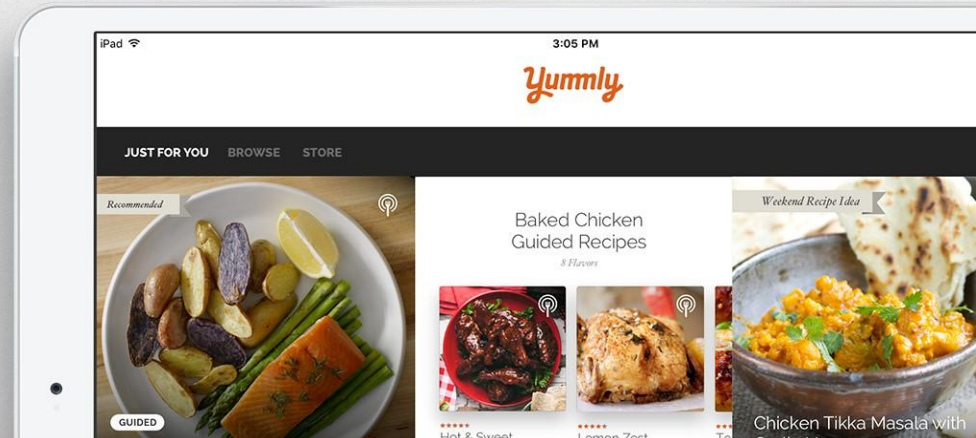 iPad
3:05 PM
Yummly
JUST FOR YOU
BROWSE
STORE
Recommended
GUIDED
Baked Chicken
Guided Recipes
8 Flavors
Hot & Sweet
Lemon Zest
Weekend Recipe Idea
Chicken Tikka Masala with